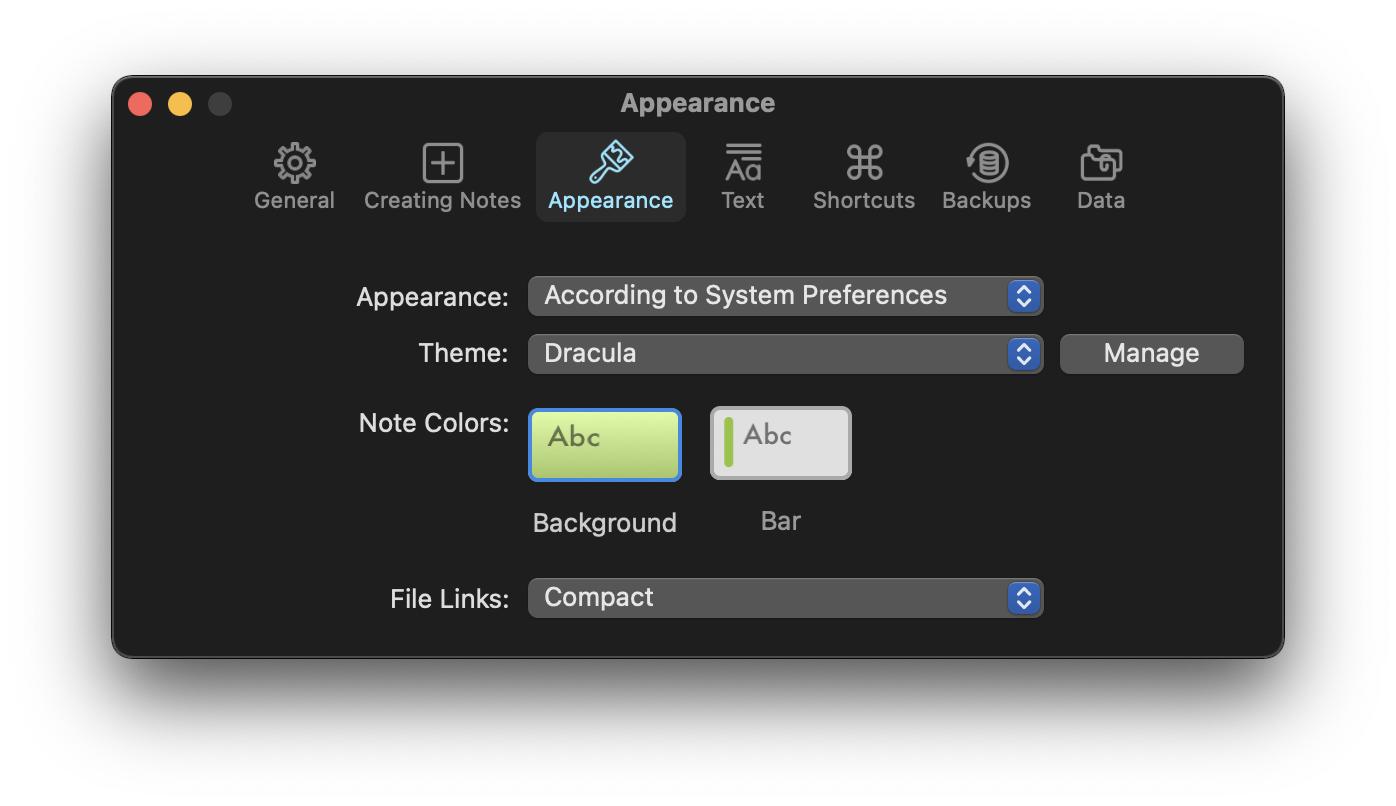 Appearance
General Creating Notes Appearance Text Shortcuts Backups Data
Appearance: According to System Preferences
Theme: Dracula Manage
Note Colors: Abc Abc
Background Bar
File Links: Compact